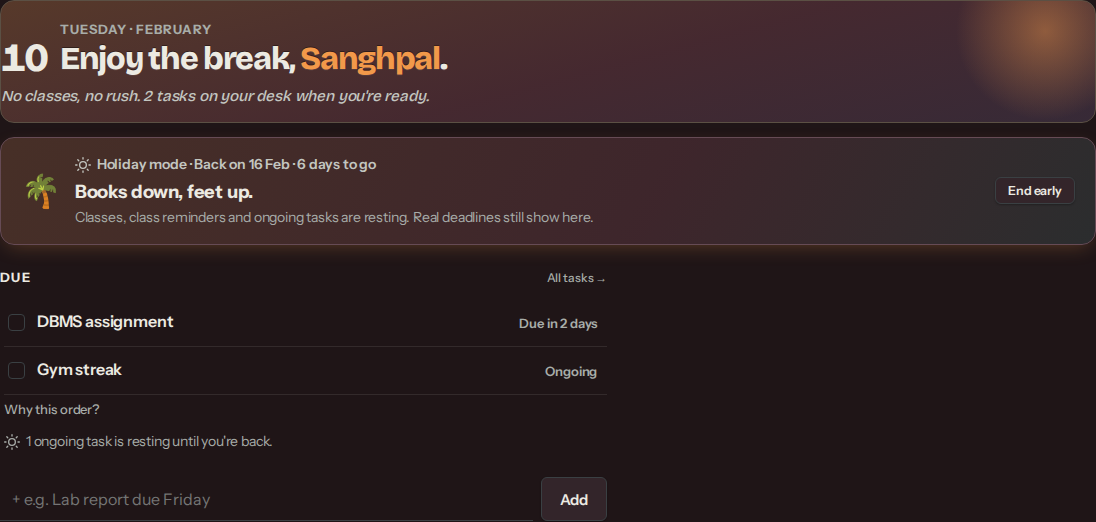 TUESDAY · FEBRUARY
10 Enjoy the break, Sanghpal.
No classes, no rush. 2 tasks on your desk when you're ready.
Holiday mode · Back on 16 Feb · 6 days to go
Books down, feet up.
Classes, class reminders and ongoing tasks are resting. Real deadlines still show here.
End early
DUE
All tasks →
DBMS assignment
Due in 2 days
Gym streak
Ongoing
Why this order?
1 ongoing task is resting until you're back.
+ e.g. Lab report due Friday
Add